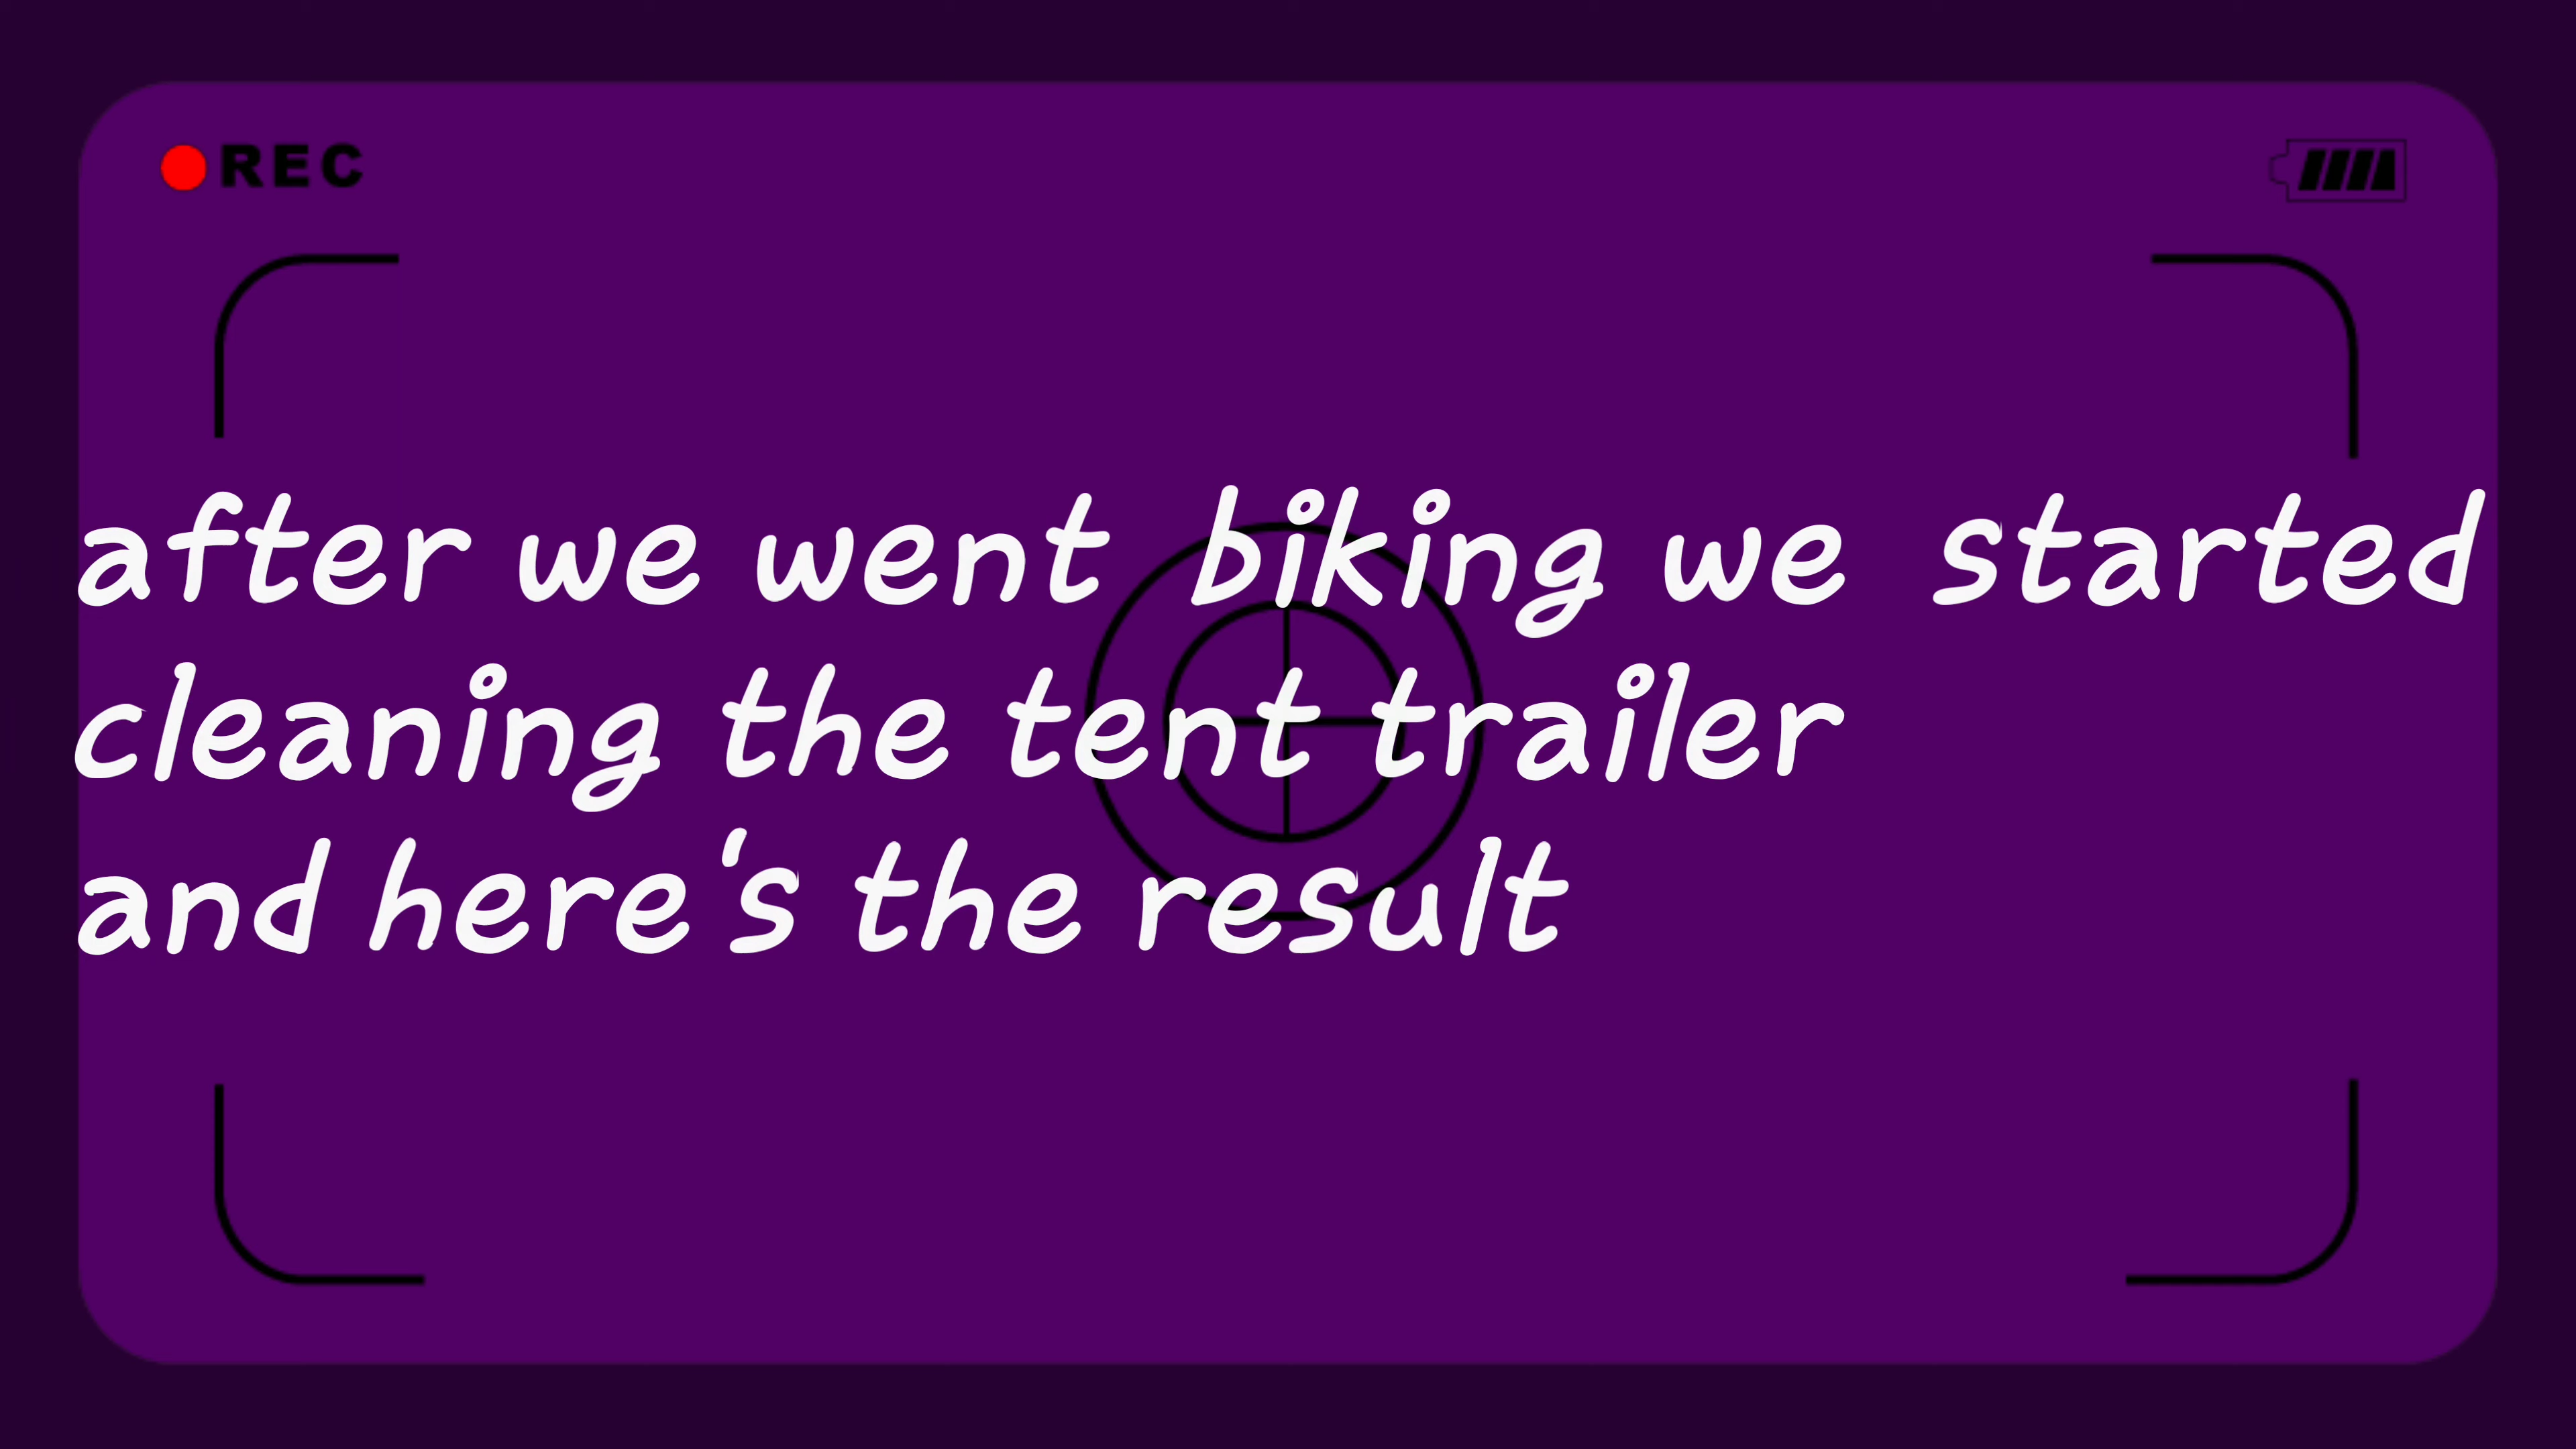 REC
after we went  biking we  started
cleaning the tent trailer
and here's the result